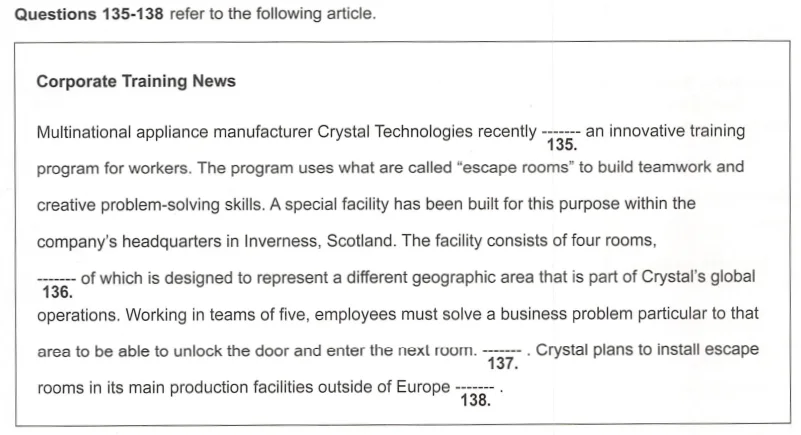 Questions 135-138 refer to the following article.
Corporate Training News
Multinational appliance manufacturer Crystal Technologies recently ------- an innovative training
135.
program for workers. The program uses what are called “escape rooms” to build teamwork and
creative problem-solving skills. A special facility has been built for this purpose within the
company's headquarters in Inverness, Scotland. The facility consists of four rooms,
------- of which is designed to represent a different geographic area that is part of Crystal's global
136.
operations. Working in teams of five, employees must solve a business problem particular to that
area to be able to unlock the door and enter the next room. ------- . Crystal plans to install escape
137.
rooms in its main production facilities outside of Europe ------- .
138.